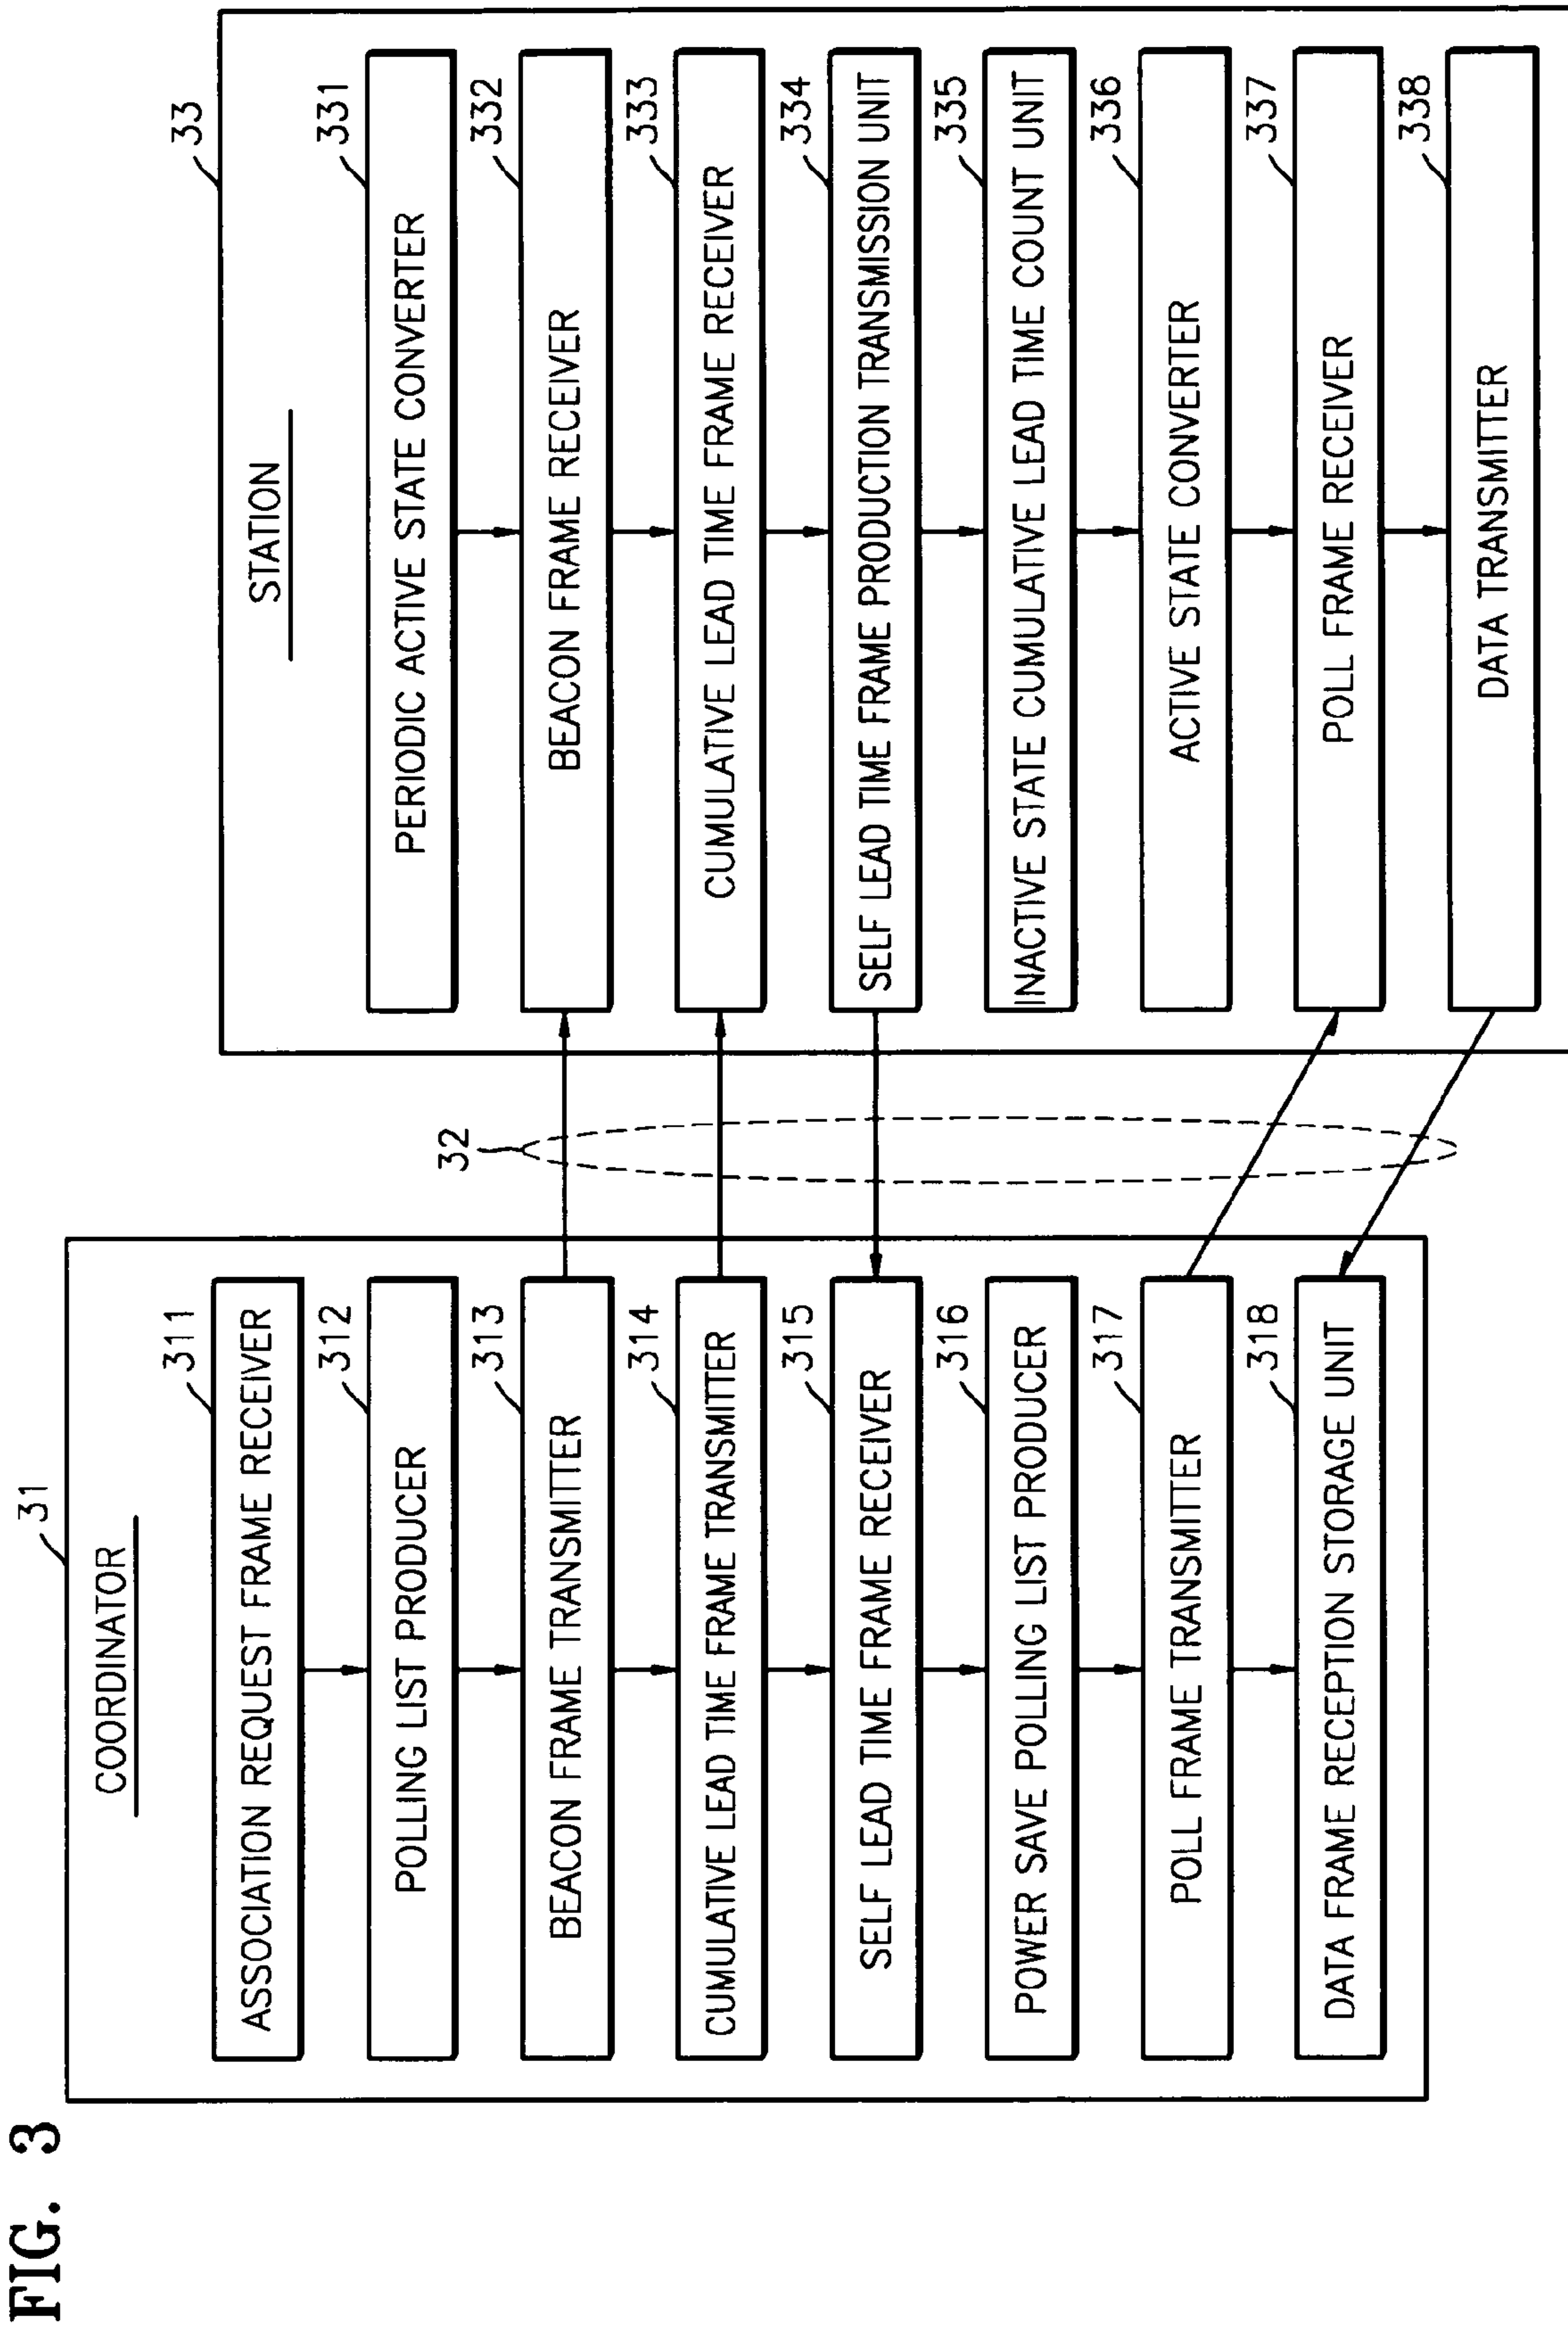 FIG. 3
31
COORDINATOR
311
ASSOCIATION REQUEST FRAME RECEIVER
312
POLLING LIST PRODUCER
313
BEACON FRAME TRANSMITTER
314
CUMULATIVE LEAD TIME FRAME TRANSMITTER
315
SELF LEAD TIME FRAME RECEIVER
316
POWER SAVE POLLING LIST PRODUCER
317
POLL FRAME TRANSMITTER
318
DATA FRAME RECEPTION STORAGE UNIT
32
33
STATION
331
PERIODIC ACTIVE STATE CONVERTER
332
BEACON FRAME RECEIVER
333
CUMULATIVE LEAD TIME FRAME RECEIVER
334
SELF LEAD TIME FRAME PRODUCTION TRANSMISSION UNIT
335
INACTIVE STATE CUMULATIVE LEAD TIME COUNT UNIT
336
ACTIVE STATE CONVERTER
337
POLL FRAME RECEIVER
338
DATA TRANSMITTER